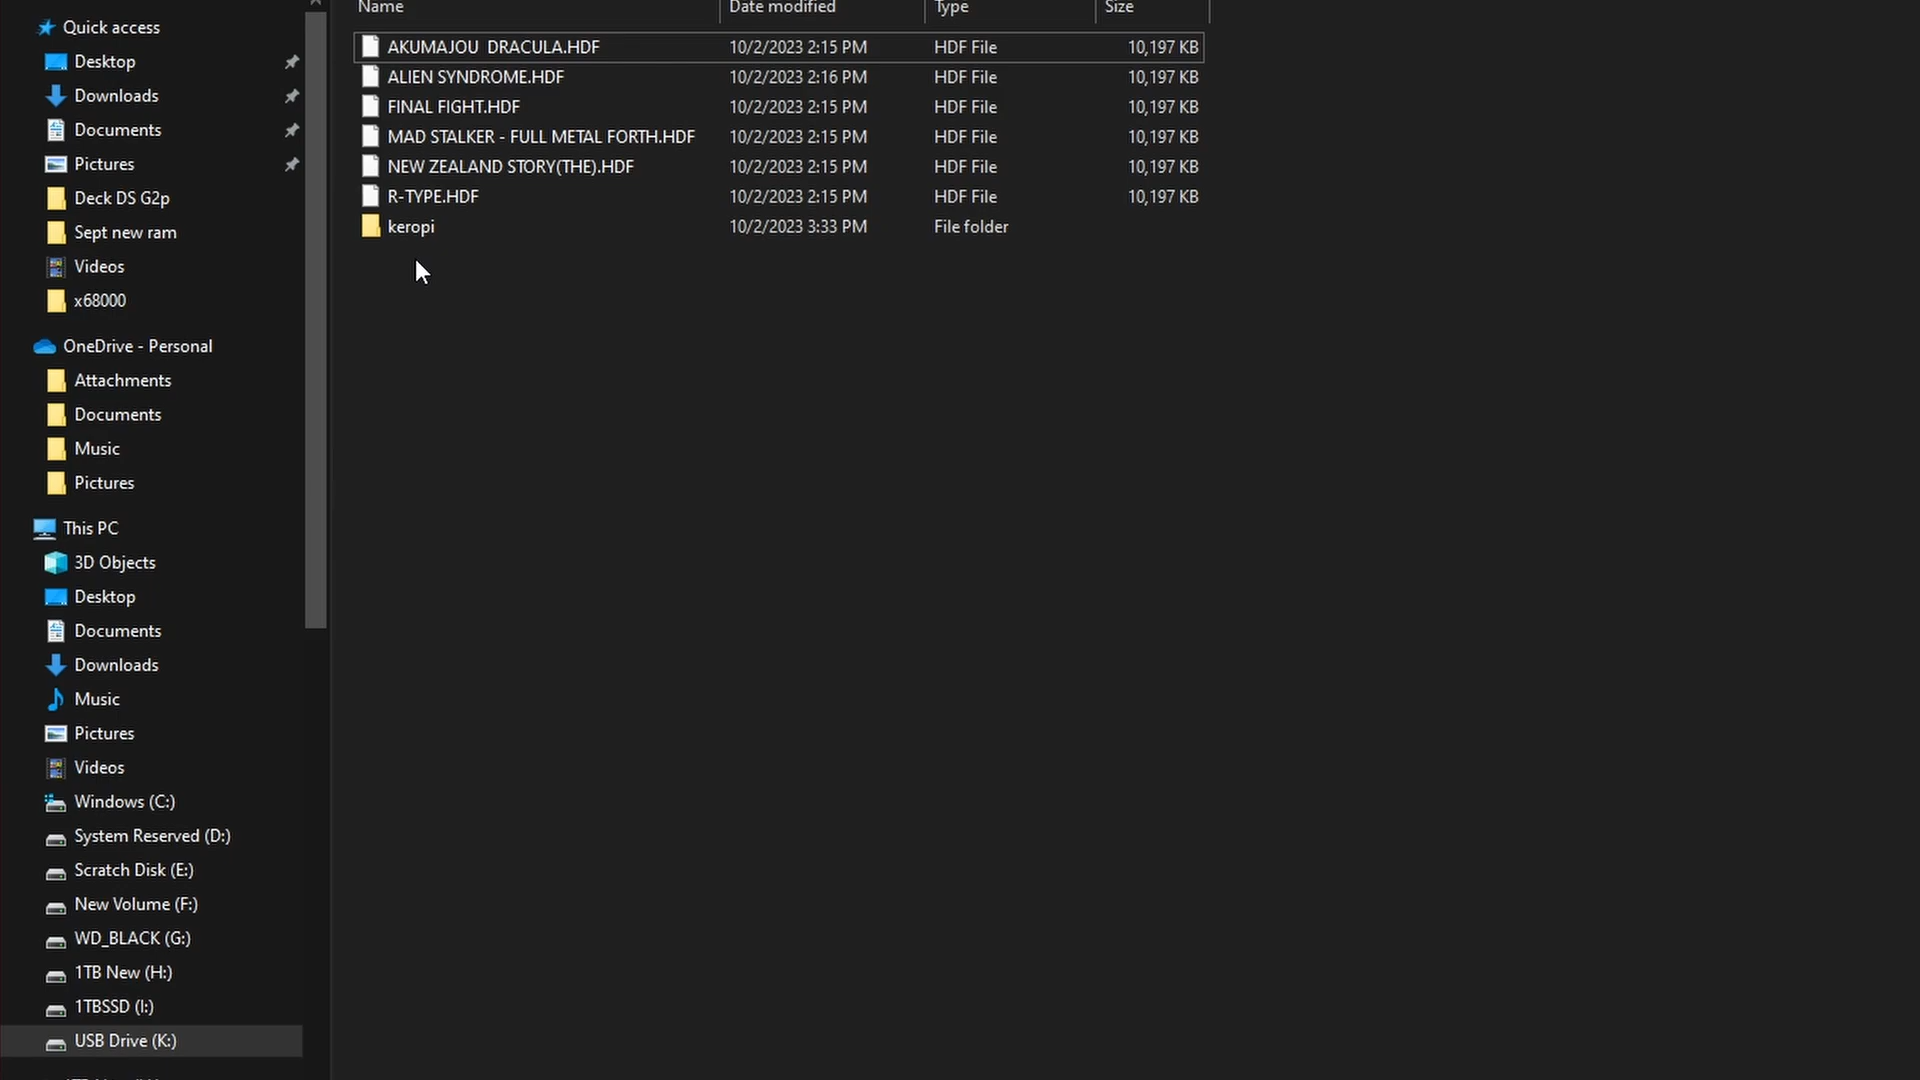 Name Date modified Type Size
Quick access
Desktop
Downloads
Documents
Pictures
Deck DS G2p
Sept new ram
Videos
x68000
OneDrive - Personal
Attachments
Documents
Music
Pictures
This PC
3D Objects
Desktop
Documents
Downloads
Music
Pictures
Videos
Windows (C:)
System Reserved (D:)
Scratch Disk (E:)
New Volume (F:)
WD_BLACK (G:)
1TB New (H:)
1TBSSD (I:)
USB Drive (K:)
AKUMAJOU DRACULA.HDF 10/2/2023 2:15 PM HDF File 10,197 KB
ALIEN SYNDROME.HDF 10/2/2023 2:16 PM HDF File 10,197 KB
FINAL FIGHT.HDF 10/2/2023 2:15 PM HDF File 10,197 KB
MAD STALKER - FULL METAL FORTH.HDF 10/2/2023 2:15 PM HDF File 10,197 KB
NEW ZEALAND STORY(THE).HDF 10/2/2023 2:15 PM HDF File 10,197 KB
R-TYPE.HDF 10/2/2023 2:15 PM HDF File 10,197 KB
keropi 10/2/2023 3:33 PM File folder